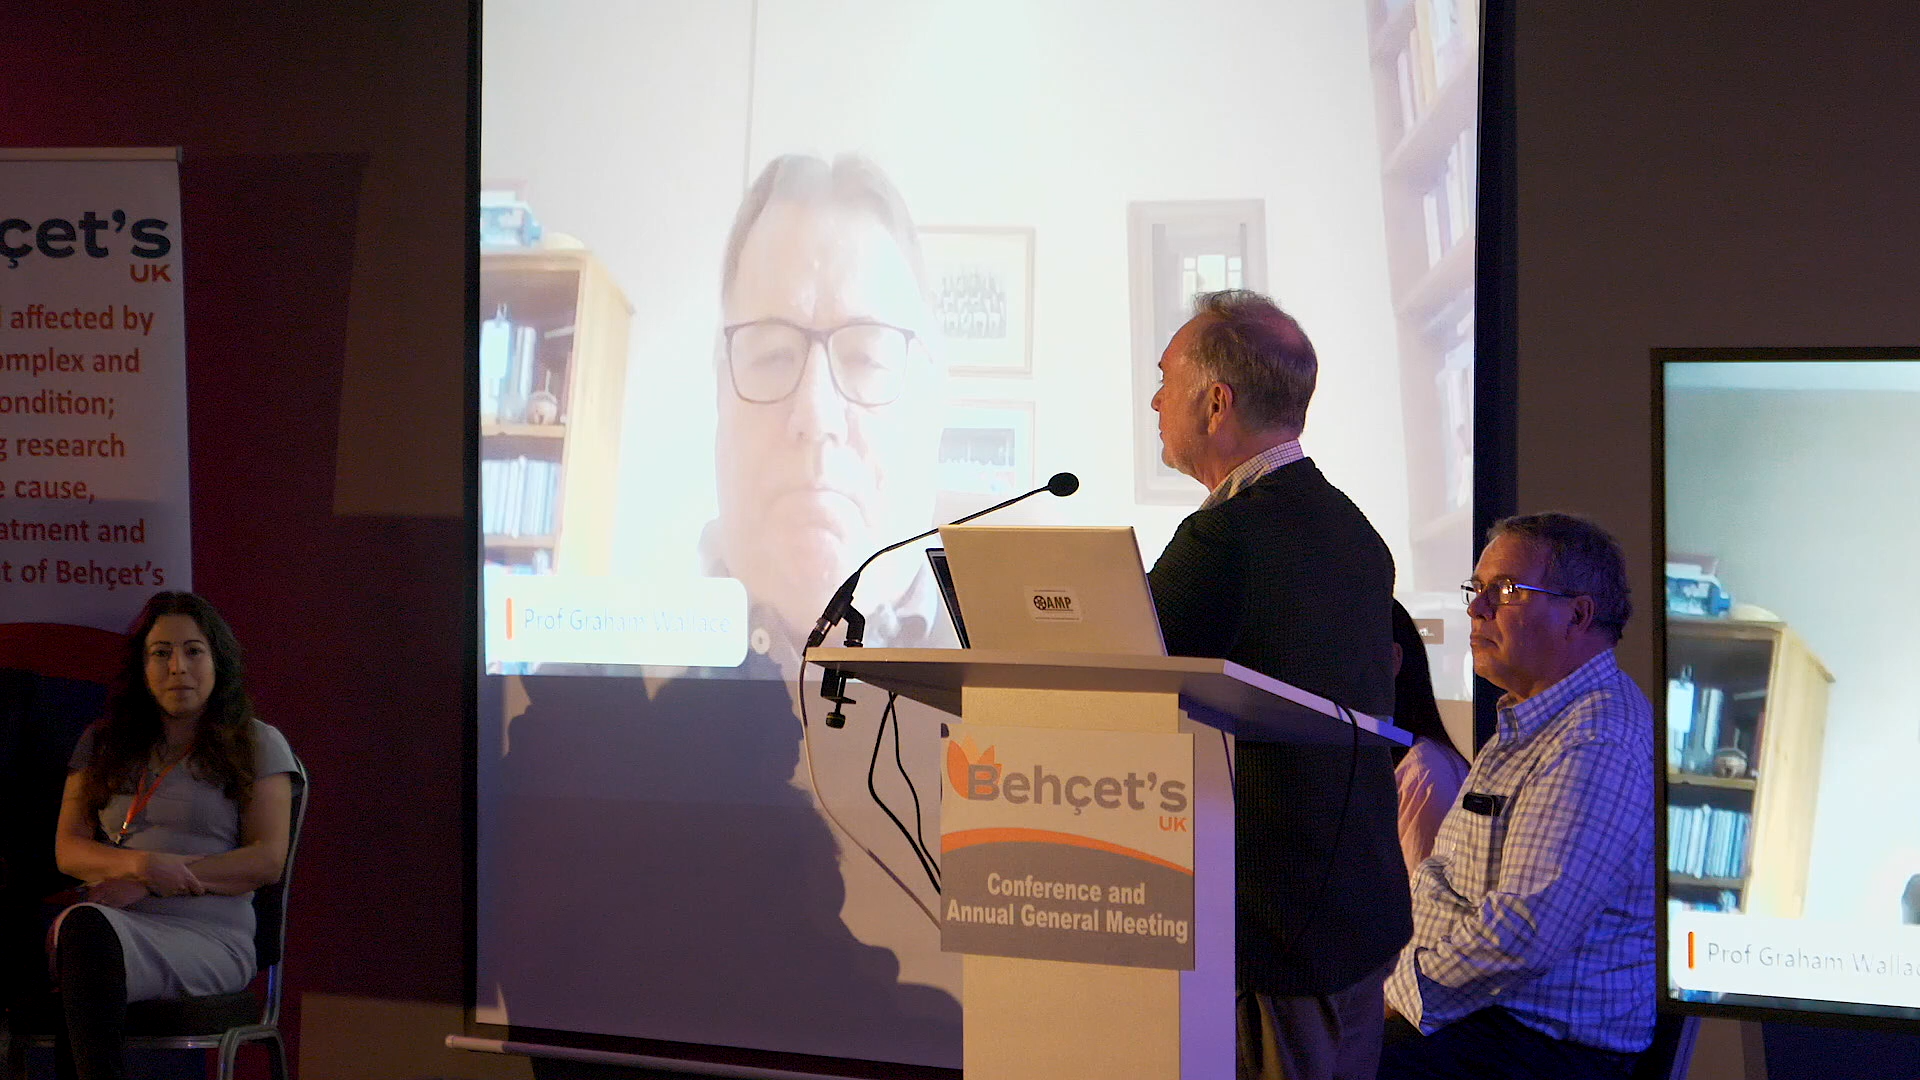 çet's
UK
affected by
omplex and
ondition;
g research
e cause,
atment and
t of Behçet's
Prof Graham Wallace
AMP
Behçet's
UK
Conference and
Annual General Meeting
Prof Graham Wallac